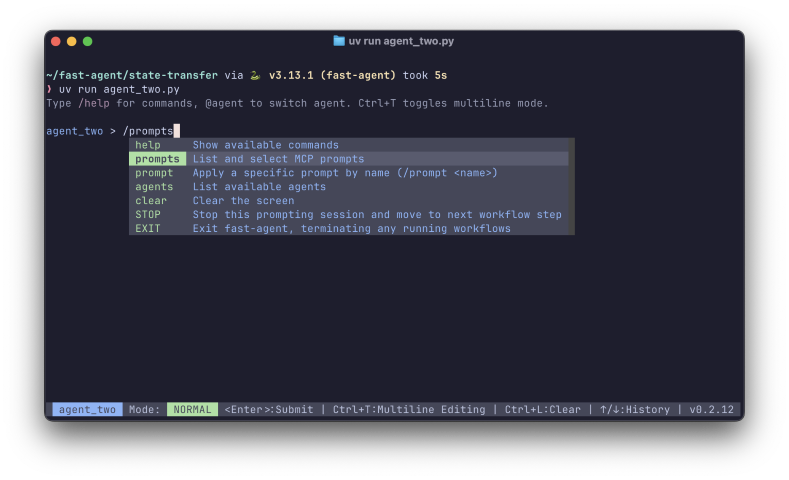 uv run agent_two.py
~/fast-agent/state-transfer via 🐍 v3.13.1 (fast-agent) took 5s
❯ uv run agent_two.py
Type /help for commands, @agent to switch agent. Ctrl+T toggles multiline mode.
agent_two > /prompts
help Show available commands
prompts List and select MCP prompts
prompt Apply a specific prompt by name (/prompt <name>)
agents List available agents
clear Clear the screen
STOP Stop this prompting session and move to next workflow step
EXIT Exit fast-agent, terminating any running workflows
agent_two Mode: NORMAL <Enter>:Submit | Ctrl+T:Multiline Editing | Ctrl+L:Clear | ↑/↓:History | v0.2.12